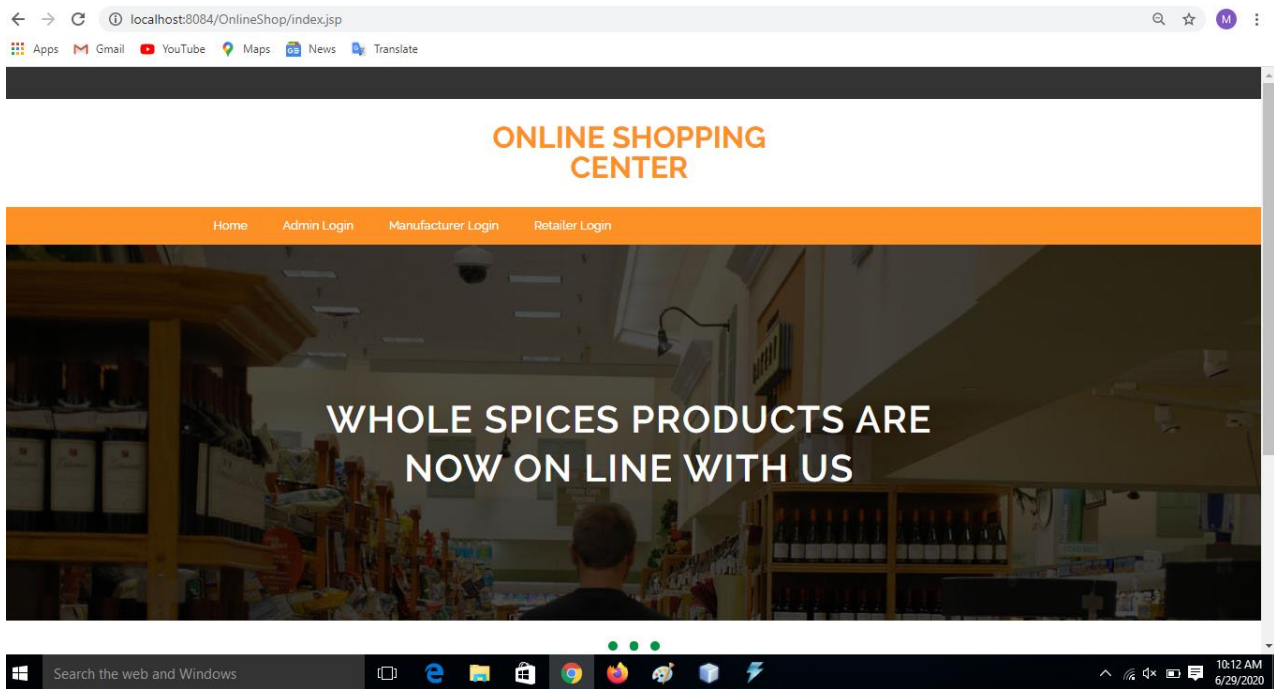 localhost:8084/OnlineShop/index.jsp
M
Apps Gmail YouTube Maps News Translate
ONLINE SHOPPING
CENTER
Home Admin Login Manufacturer Login Retailer Login
WHOLE SPICES PRODUCTS ARE
NOW ON LINE WITH US
Search the web and Windows
10:12 AM
6/29/2020